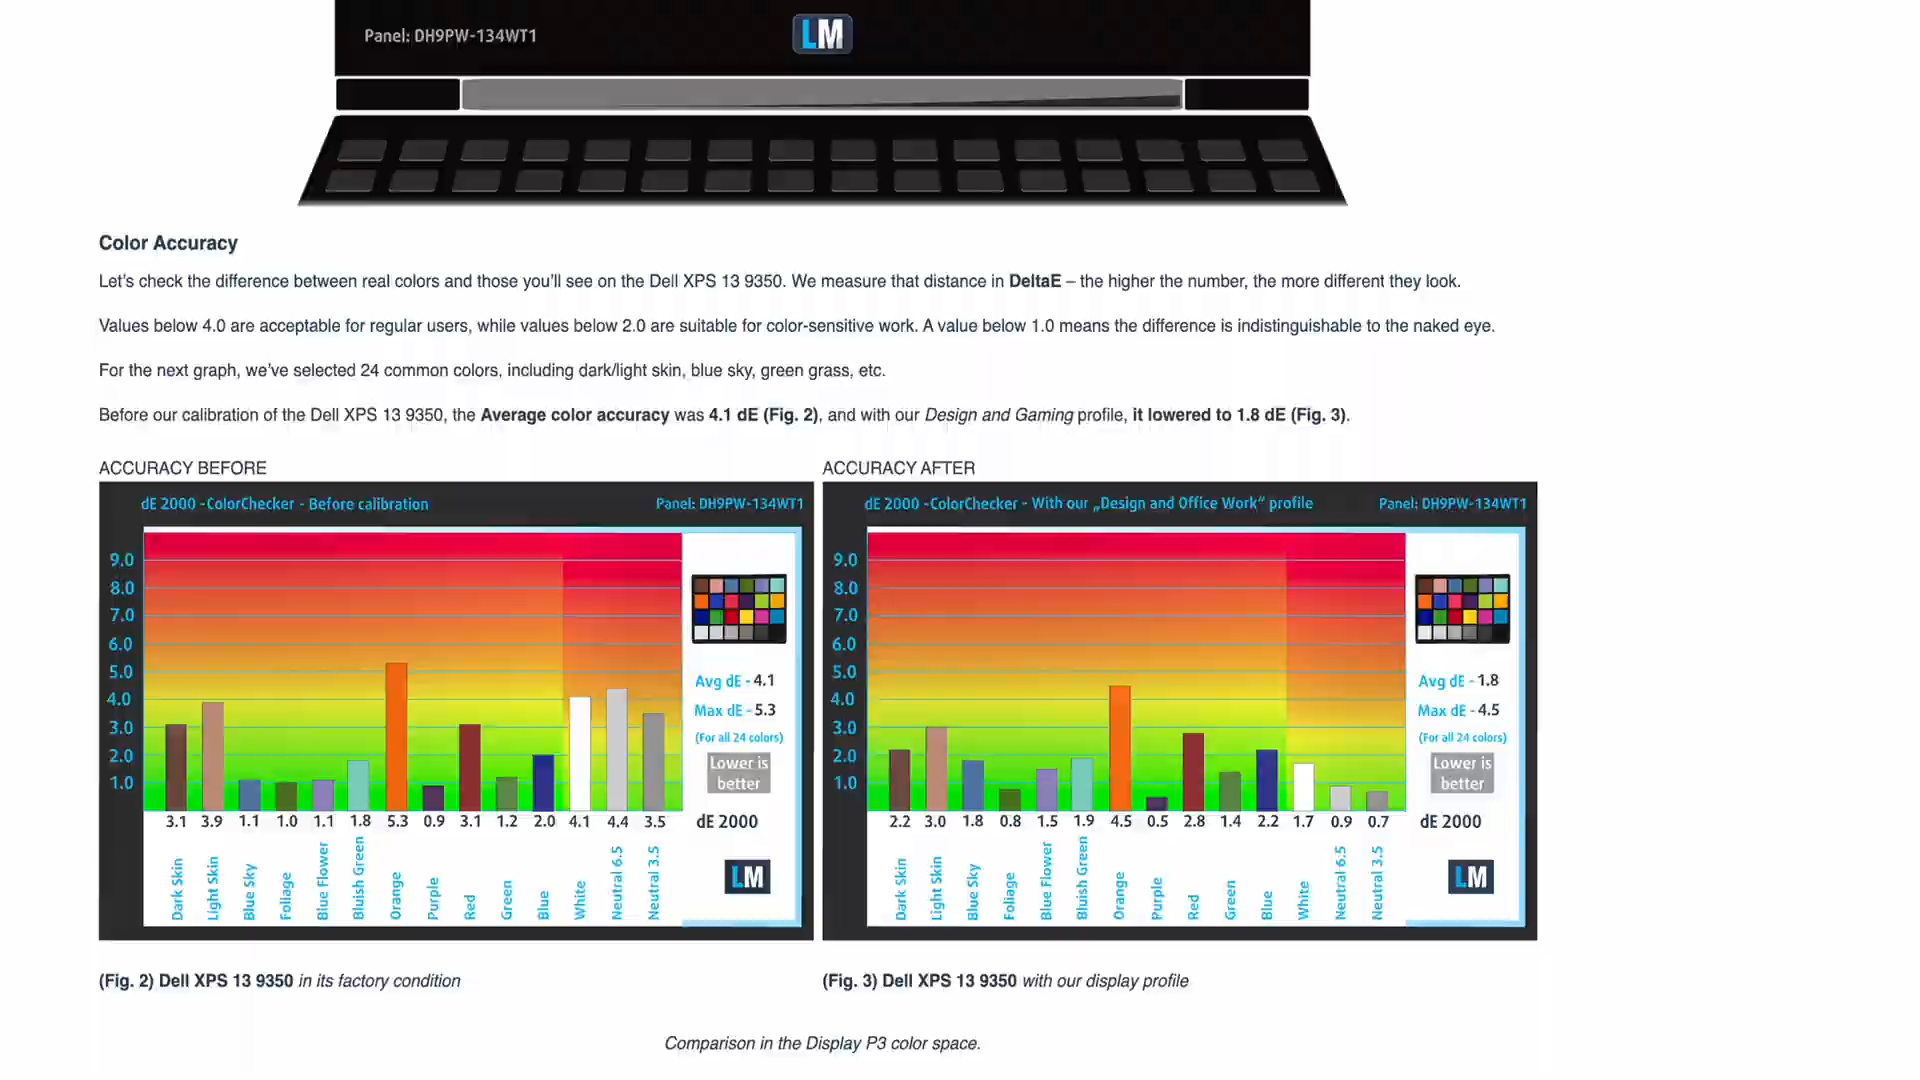 Panel: DH9PW-134WT1
LM
Color Accuracy
Let's check the difference between real colors and those you'll see on the Dell XPS 13 9350. We measure that distance in DeltaE – the higher the number, the more different they look.
Values below 4.0 are acceptable for regular users, while values below 2.0 are suitable for color-sensitive work. A value below 1.0 means the difference is indistinguishable to the naked eye.
For the next graph, we've selected 24 common colors, including dark/light skin, blue sky, green grass, etc.
Before our calibration of the Dell XPS 13 9350, the Average color accuracy was 4.1 dE (Fig. 2), and with our Design and Gaming profile, it lowered to 1.8 dE (Fig. 3).
ACCURACY BEFORE
dE 2000 -ColorChecker - Before calibration
Panel: DH9PW-134WT1
9.0
8.0
7.0
6.0
5.0
4.0
3.0
2.0
1.0
Avg dE - 4.1
Max dE - 5.3
(For all 24 colors)
Lower is
better
3.1 3.9 1.1 1.0 1.1 1.8 5.3 0.9 3.1 1.2 2.0 4.1 4.4 3.5
dE 2000
Dark Skin
Light Skin
Blue Sky
Foliage
Blue Flower
Bluish Green
Orange
Purple
Red
Green
Blue
White
Neutral 6.5
Neutral 3.5
LM
(Fig. 2) Dell XPS 13 9350 in its factory condition
ACCURACY AFTER
dE 2000 -ColorChecker - With our „Design and Office Work“ profile
Panel: DH9PW-134WT1
9.0
8.0
7.0
6.0
5.0
4.0
3.0
2.0
1.0
Avg dE - 1.8
Max dE - 4.5
(For all 24 colors)
Lower is
better
2.2 3.0 1.8 0.8 1.5 1.9 4.5 0.5 2.8 1.4 2.2 1.7 0.9 0.7
dE 2000
Dark Skin
Light Skin
Blue Sky
Foliage
Blue Flower
Bluish Green
Orange
Purple
Red
Green
Blue
White
Neutral 6.5
Neutral 3.5
LM
(Fig. 3) Dell XPS 13 9350 with our display profile
Comparison in the Display P3 color space.